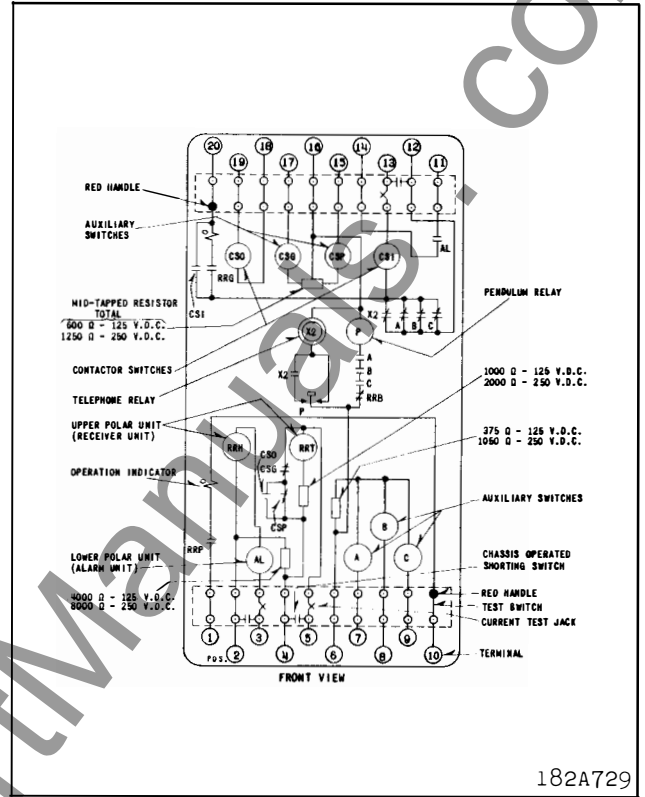 20
19
18
17
16
15
14
13
12
11
RED HANDLE
AUXILIARY
SWITCHES
CSO
CSG
CSP
CSI
AL
RRG
CSI
MID-TAPPED RESISTOR
TOTAL
600 Ω - 125 V.D.C.
1250 Ω - 250 V.D.C.
X2
P
X2
A
B
C
PENDULUM RELAY
CONTACTOR SWITCHES
TELEPHONE RELAY
X2
P
A
B
C
RRB
1000 Ω - 125 V.D.C.
2000 Ω - 250 V.D.C.
UPPER POLAR UNIT
(RECEIVER UNIT)
RRH
RRT
CSO
CSG
CSP
375 Ω - 125 V.D.C.
1050 Ω - 250 V.D.C.
OPERATION INDICATOR
AUXILIARY SWITCHES
RRP
B
LOWER POLAR UNIT
(ALARM UNIT)
AL
A
C
CHASSIS OPERATED
SHORTING SWITCH
4000 Ω - 125 V.D.C.
8000 Ω - 250 V.D.C.
RED HANDLE
TEST SWITCH
CURRENT TEST JACK
1
2
3
4
5
6
7
8
9
10
TERMINAL
POS.
FRONT VIEW
182A729